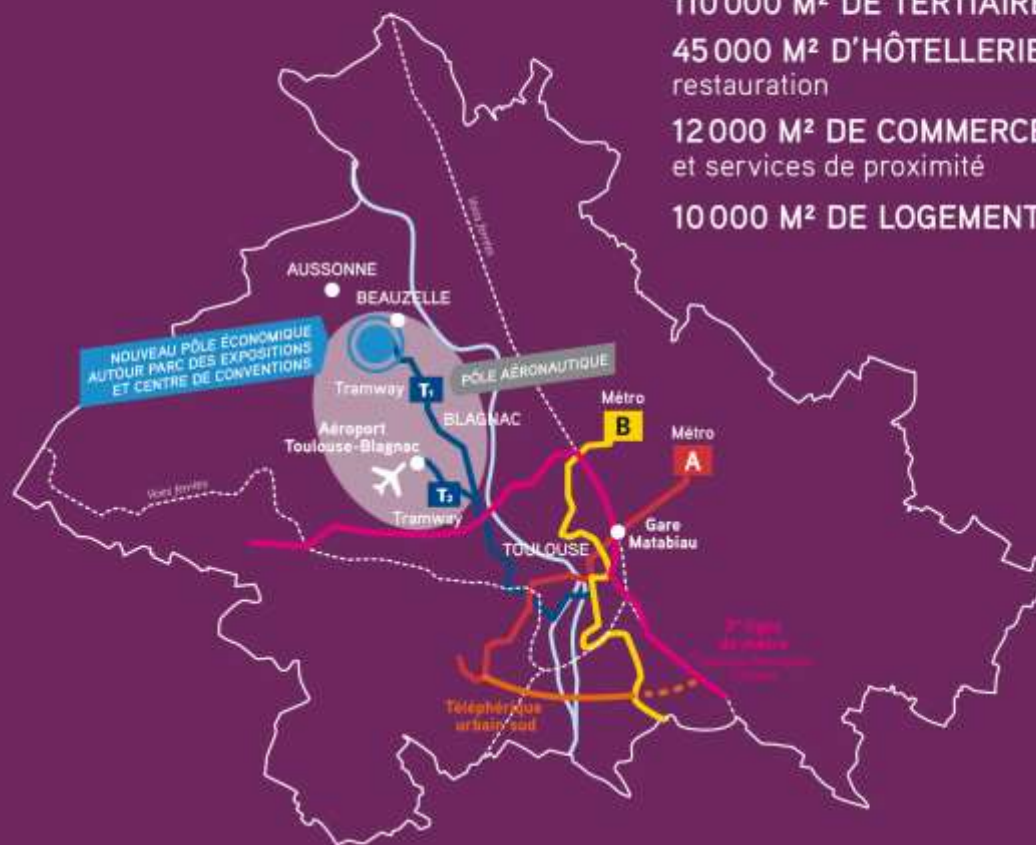 110 000 M² DE TERTIAIRE
45 000 M² D'HÔTELLERIE
restauration
12 000 M² DE COMMERC
et services de proximité
10 000 M² DE LOGEMENT
Voies ferrées
AUSSONNE
BEAUZELLE
NOUVEAU PÔLE ÉCONOMIQUE
AUTOUR PARC DES EXPOSITIONS
ET CENTRE DE CONVENTIONS
PÔLE AÉRONAUTIQUE
Tramway T1
BLAGNAC
Métro
B
Métro
A
Aéroport
Toulouse-Blagnac
Voies ferrées
T2
Tramway
Gare
Matabiau
TOULOUSE
3e ligne
de métro
Téléphérique
urbain sud